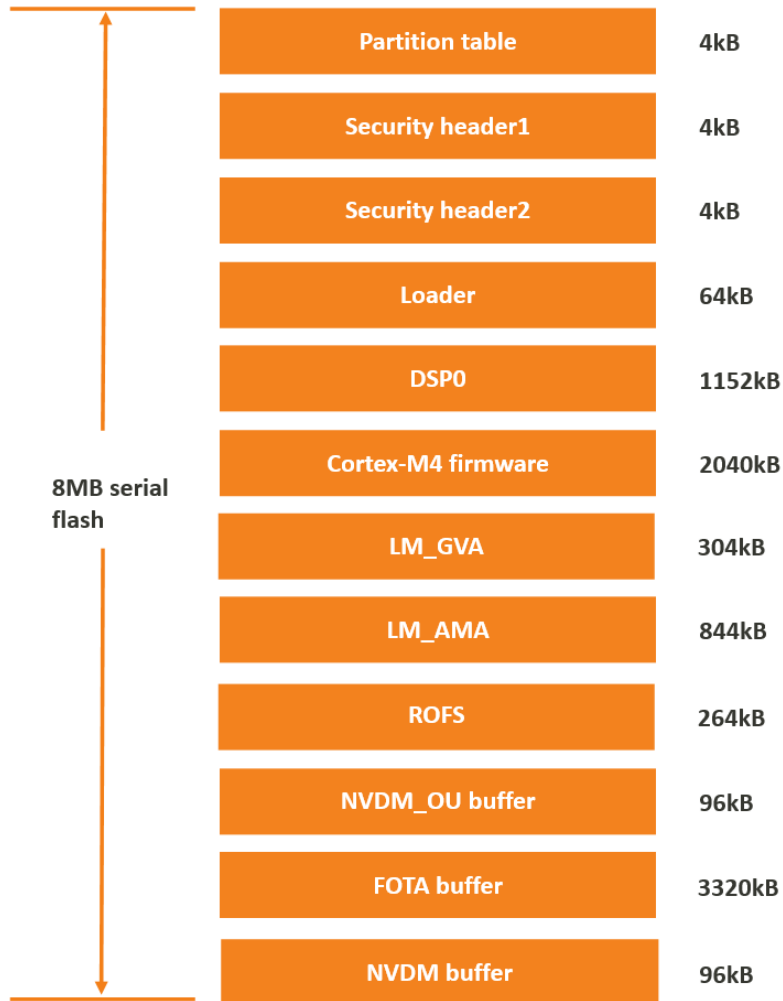 Partition table 4kB
Security header1 4kB
Security header2 4kB
Loader 64kB
DSP0 1152kB
Cortex-M4 firmware 2040kB
8MB serial
flash
LM_GVA 304kB
LM_AMA 844kB
ROFS 264kB
NVDM_OU buffer 96kB
FOTA buffer 3320kB
NVDM buffer 96kB